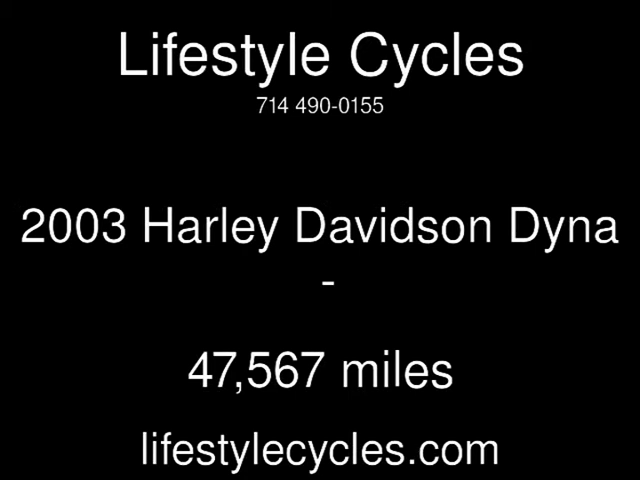 Lifestyle Cycles
714 490-0155
2003 Harley Davidson Dyna
-
47,567 miles
lifestylecycles.com